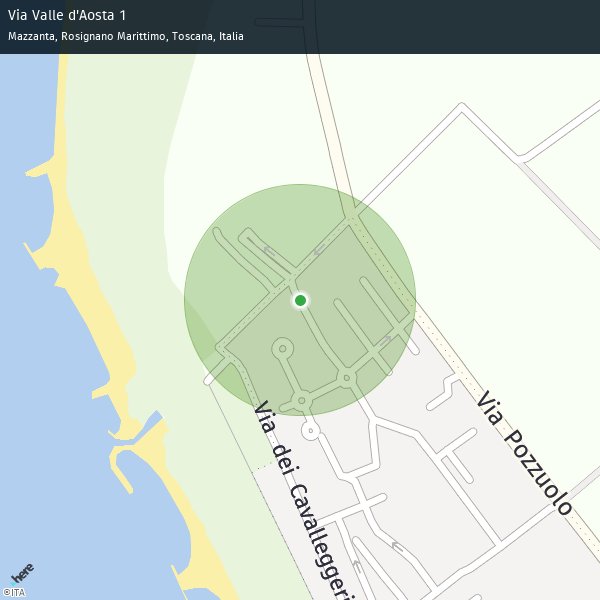 Via Valle d'Aosta 1
Mazzanta, Rosignano Marittimo, Toscana, Italia
Via Pozzuolo
Via dei Cavalleggeri
here
©ITA